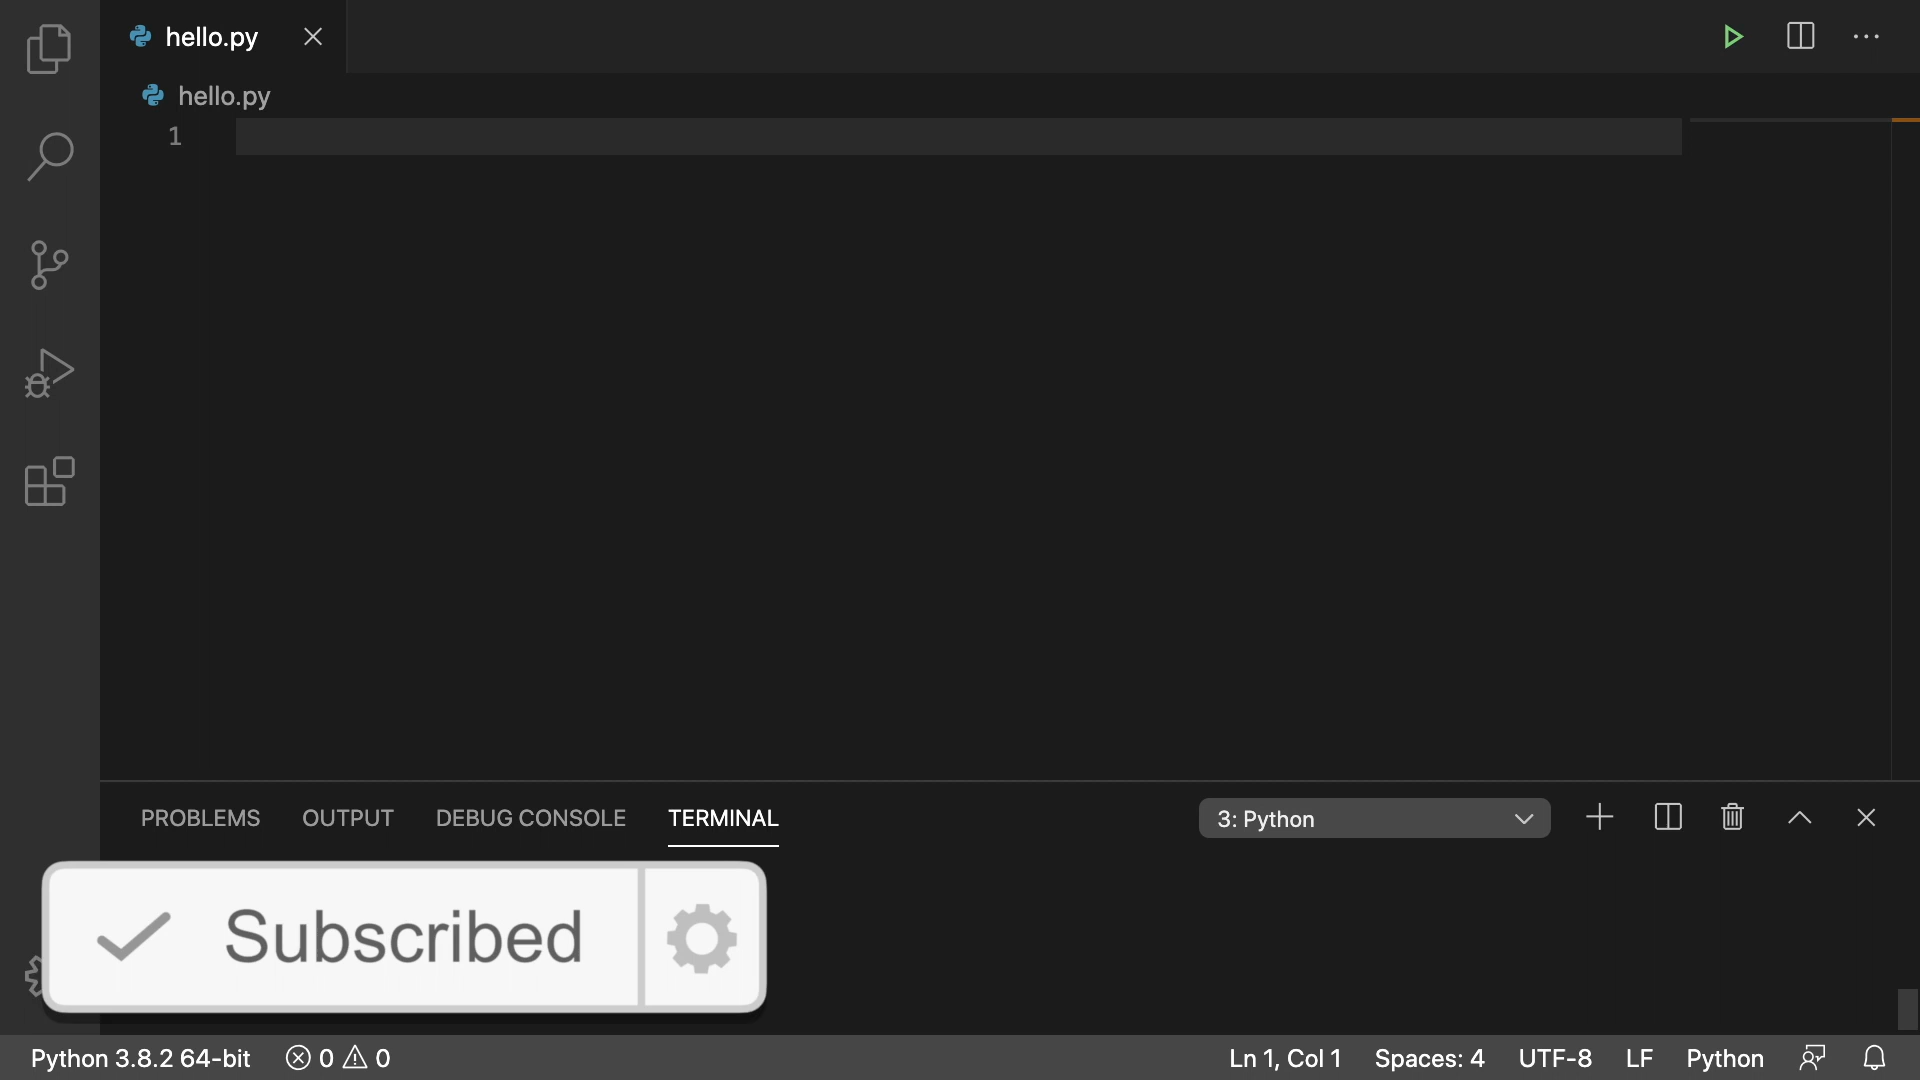 hello.py
hello.py
1
PROBLEMS OUTPUT DEBUG CONSOLE TERMINAL 3: Python
Subscribed
Python 3.8.2 64-bit 0 0 Ln 1, Col 1 Spaces: 4 UTF-8 LF Python